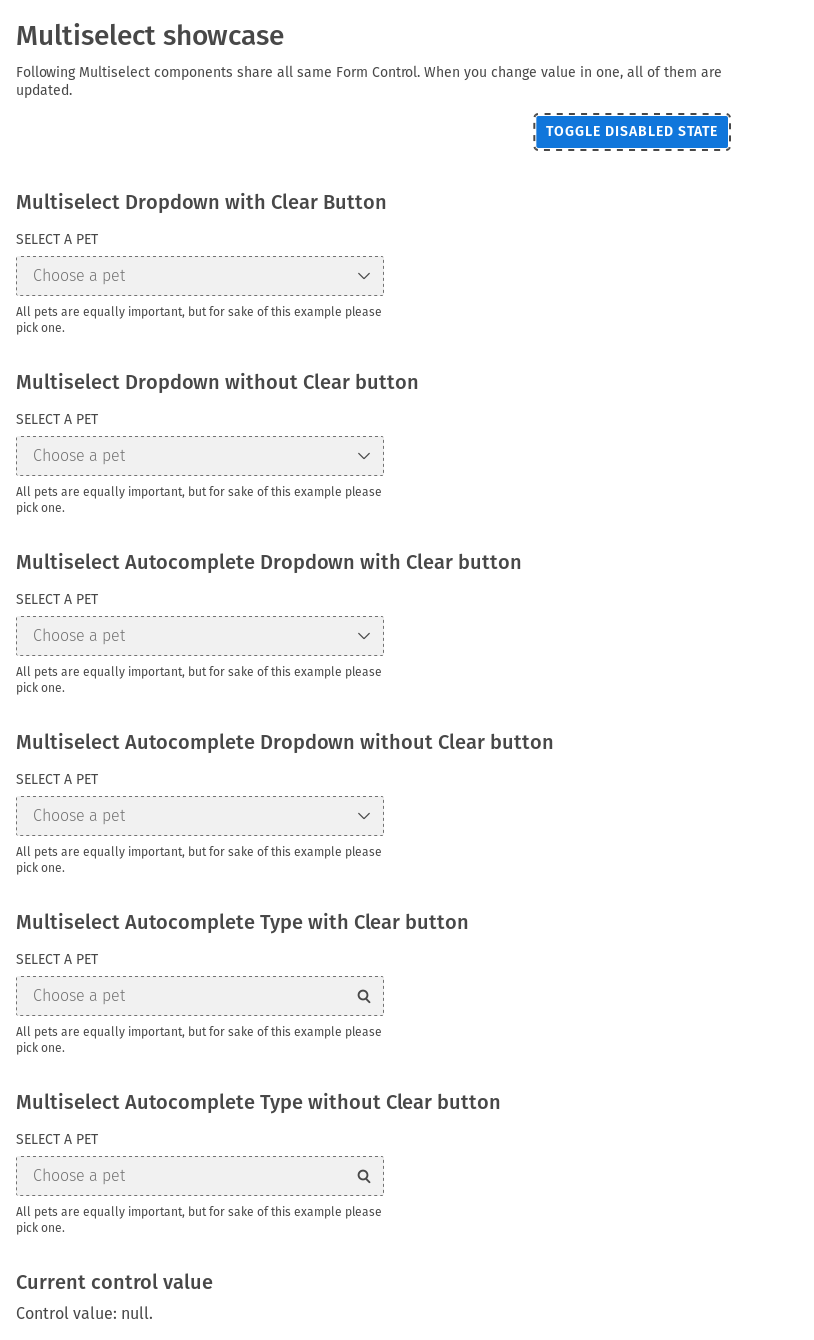 Multiselect showcase
Following Multiselect components share all same Form Control. When you change value in one, all of them are
updated.
TOGGLE DISABLED STATE
Multiselect Dropdown with Clear Button
SELECT A PET
Choose a pet
All pets are equally important, but for sake of this example please
pick one.
Multiselect Dropdown without Clear button
SELECT A PET
Choose a pet
All pets are equally important, but for sake of this example please
pick one.
Multiselect Autocomplete Dropdown with Clear button
SELECT A PET
Choose a pet
All pets are equally important, but for sake of this example please
pick one.
Multiselect Autocomplete Dropdown without Clear button
SELECT A PET
Choose a pet
All pets are equally important, but for sake of this example please
pick one.
Multiselect Autocomplete Type with Clear button
SELECT A PET
Choose a pet
All pets are equally important, but for sake of this example please
pick one.
Multiselect Autocomplete Type without Clear button
SELECT A PET
Choose a pet
All pets are equally important, but for sake of this example please
pick one.
Current control value
Control value: null.